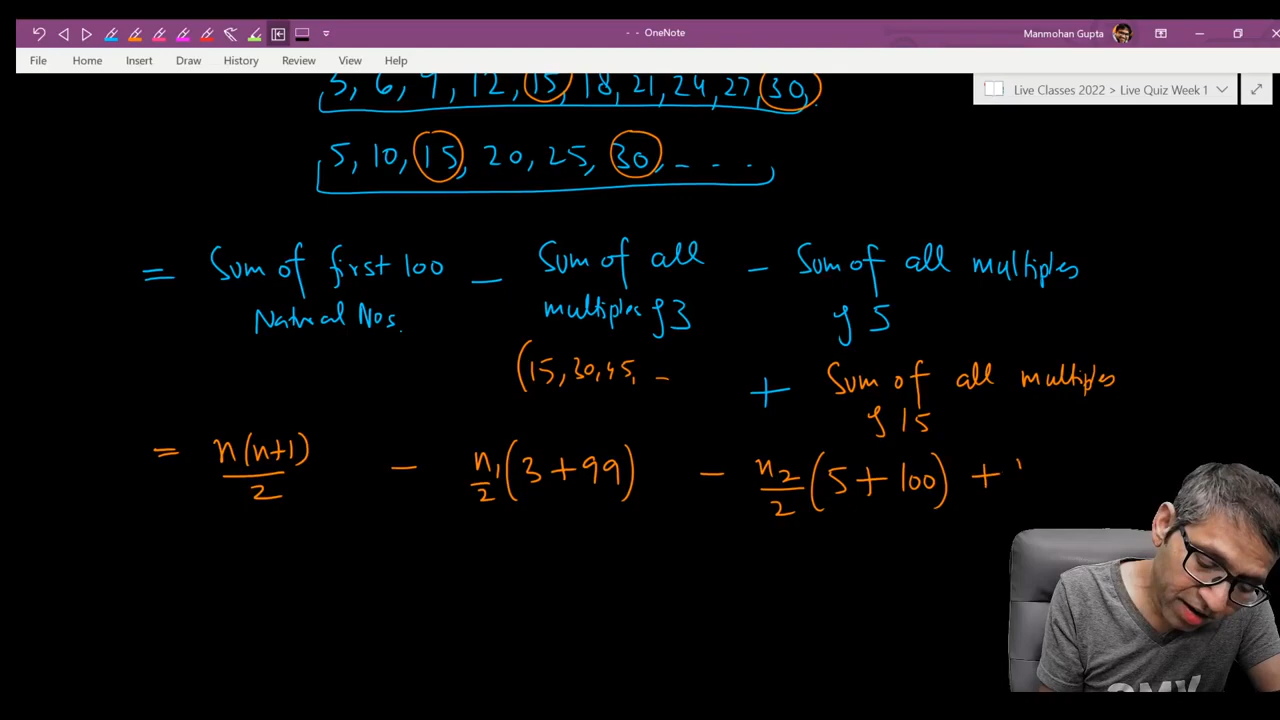 - - OneNote
Manmohan Gupta
File Home Insert Draw History Review View Help
Live Classes 2022 > Live Quiz Week 1
3, 6, 9, 12, 15, 18, 21, 24, 27, 30,
5, 10, 15, 20, 25, 30, - - - .
= Sum of first 100 - Sum of all - Sum of all multiples
Natural Nos. multiples of 3 of 5
(15, 30, 45, - + Sum of all multiples
of 15
= n(n+1)/2 - n₁/2 (3 + 99) - n₂/2 (5 + 100) +